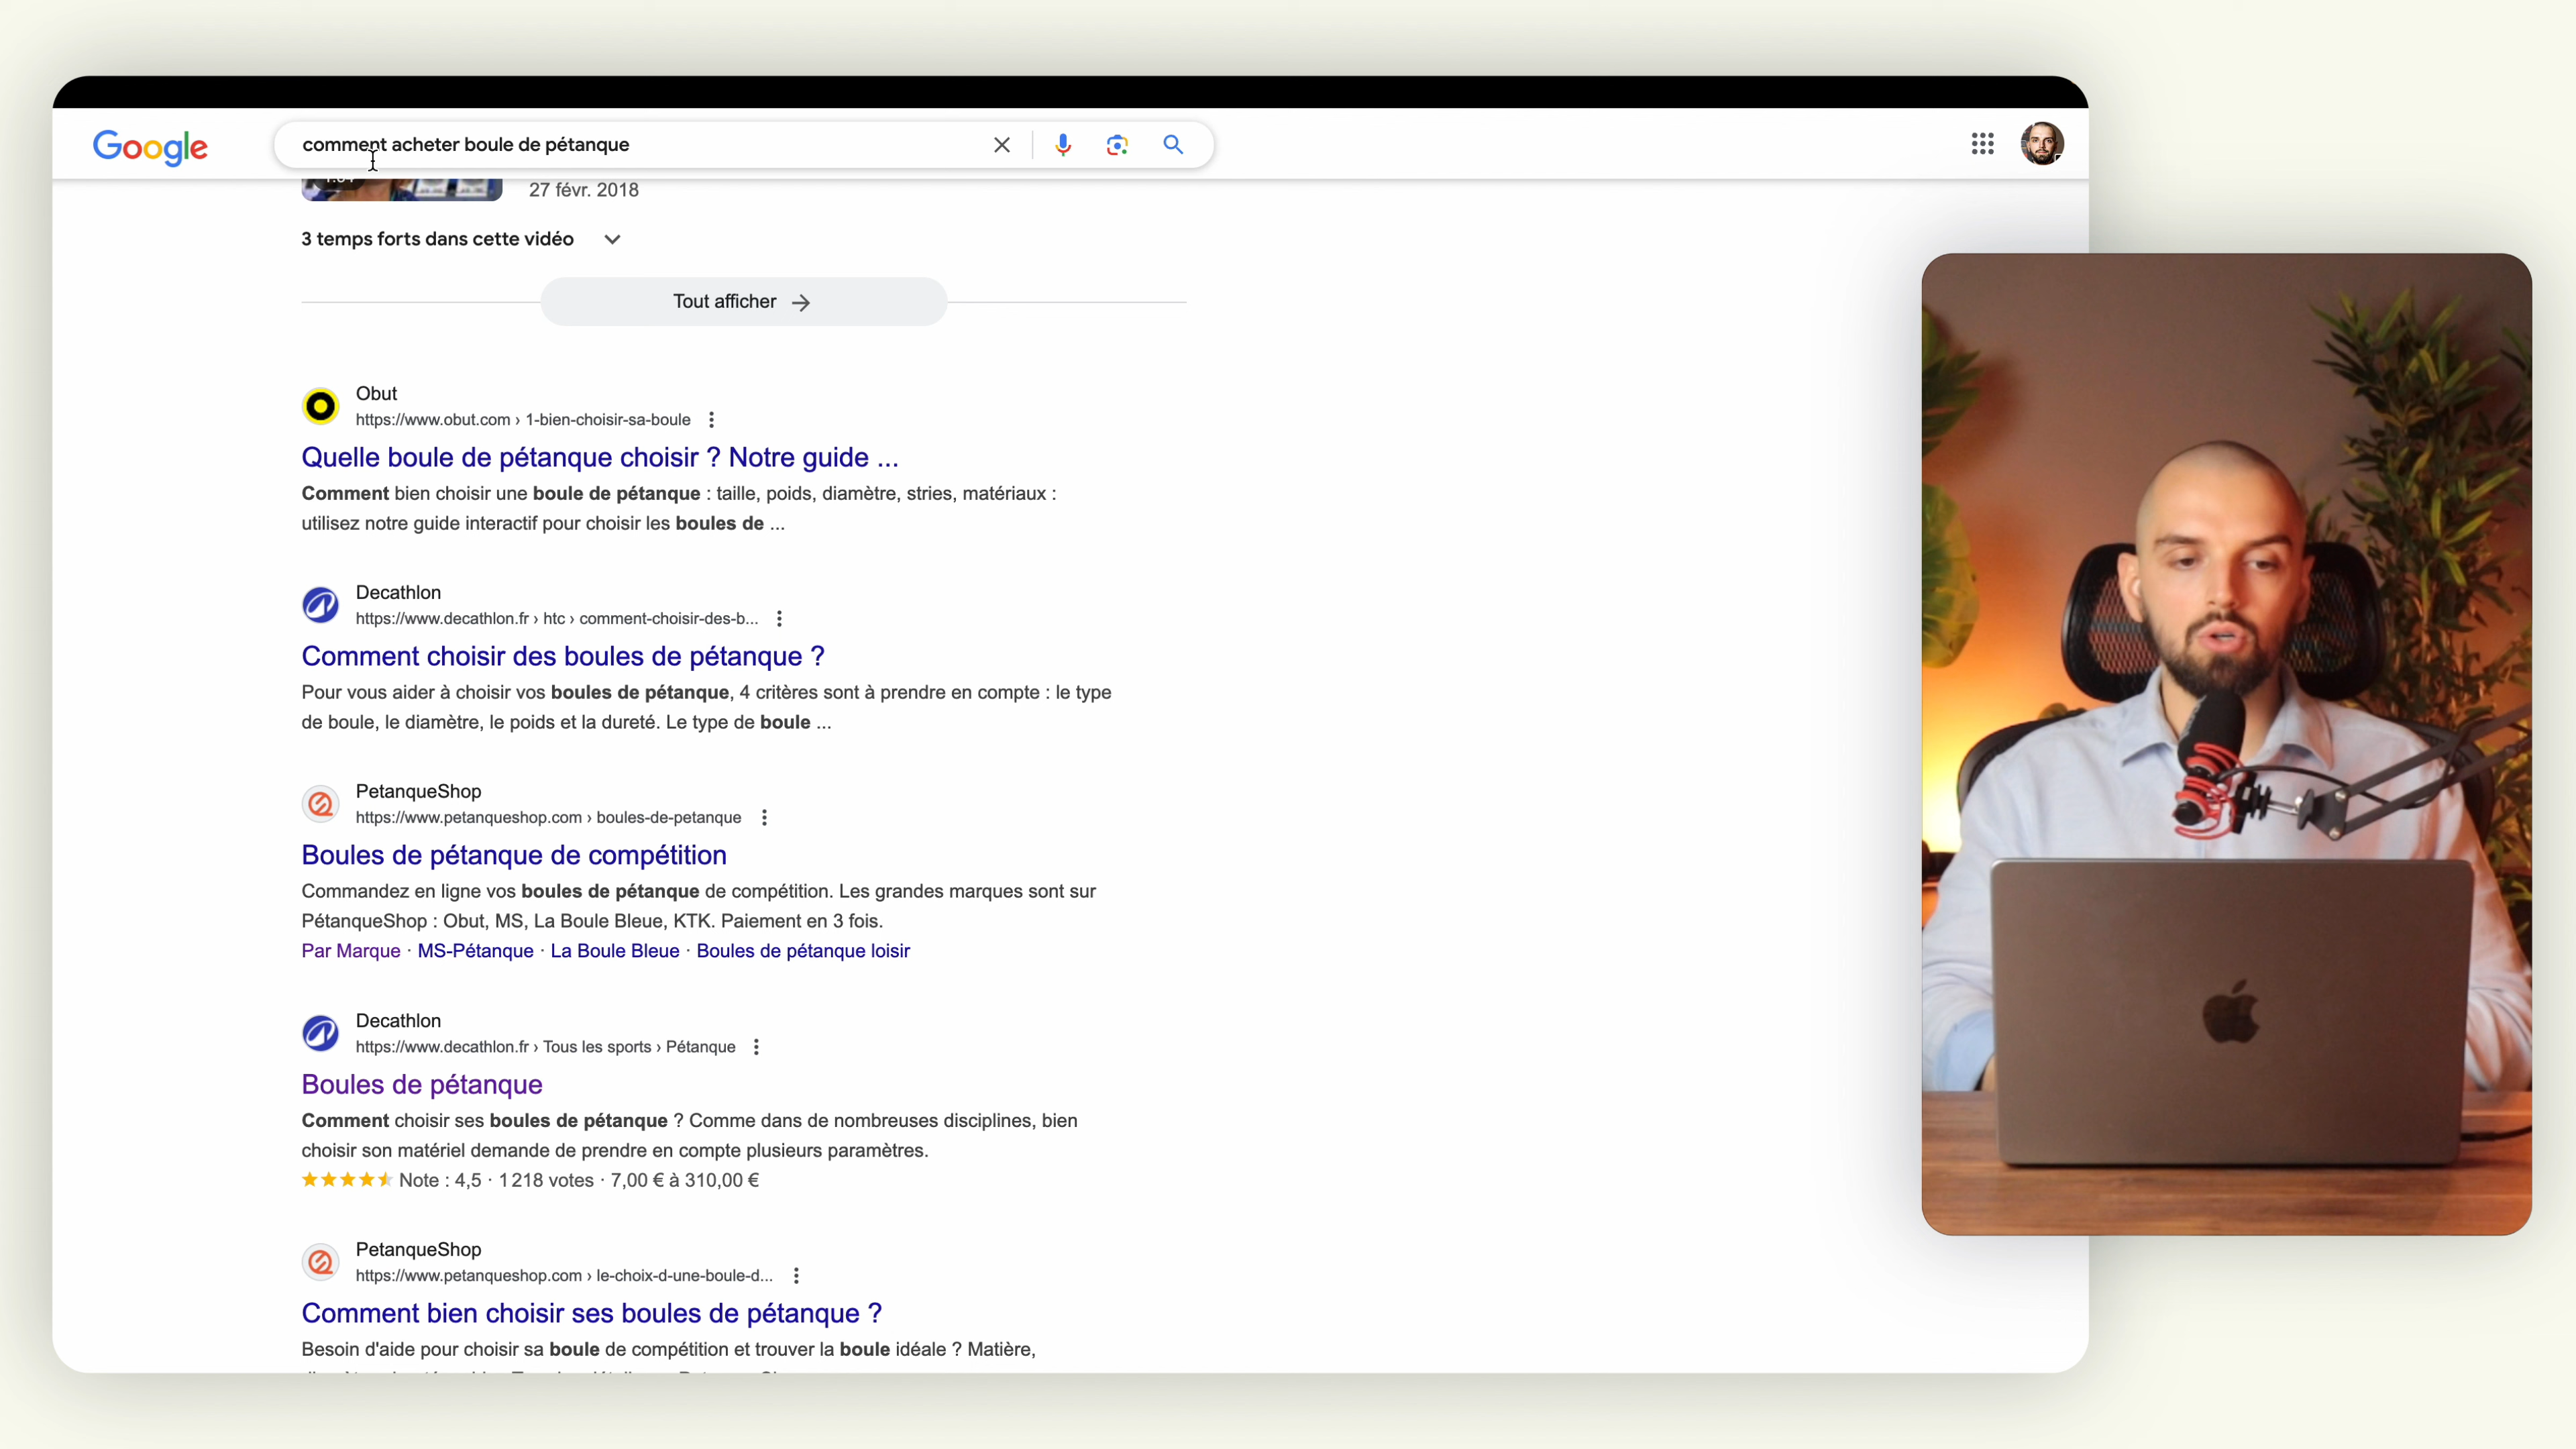 Google
comment acheter boule de pétanque
27 févr. 2018
3 temps forts dans cette vidéo
Tout afficher
Obut
https://www.obut.com › 1-bien-choisir-sa-boule
Quelle boule de pétanque choisir ? Notre guide ...
Comment bien choisir une boule de pétanque : taille, poids, diamètre, stries, matériaux :
utilisez notre guide interactif pour choisir les boules de ...
Decathlon
https://www.decathlon.fr › htc › comment-choisir-des-b...
Comment choisir des boules de pétanque ?
Pour vous aider à choisir vos boules de pétanque, 4 critères sont à prendre en compte : le type
de boule, le diamètre, le poids et la dureté. Le type de boule ...
PetanqueShop
https://www.petanqueshop.com › boules-de-petanque
Boules de pétanque de compétition
Commandez en ligne vos boules de pétanque de compétition. Les grandes marques sont sur
PétanqueShop : Obut, MS, La Boule Bleue, KTK. Paiement en 3 fois.
Par Marque · MS-Pétanque · La Boule Bleue · Boules de pétanque loisir
Decathlon
https://www.decathlon.fr › Tous les sports › Pétanque
Boules de pétanque
Comment choisir ses boules de pétanque ? Comme dans de nombreuses disciplines, bien
choisir son matériel demande de prendre en compte plusieurs paramètres.
Note : 4,5 · 1 218 votes · 7,00 € à 310,00 €
PetanqueShop
https://www.petanqueshop.com › le-choix-d-une-boule-d...
Comment bien choisir ses boules de pétanque ?
Besoin d'aide pour choisir sa boule de compétition et trouver la boule idéale ? Matière,